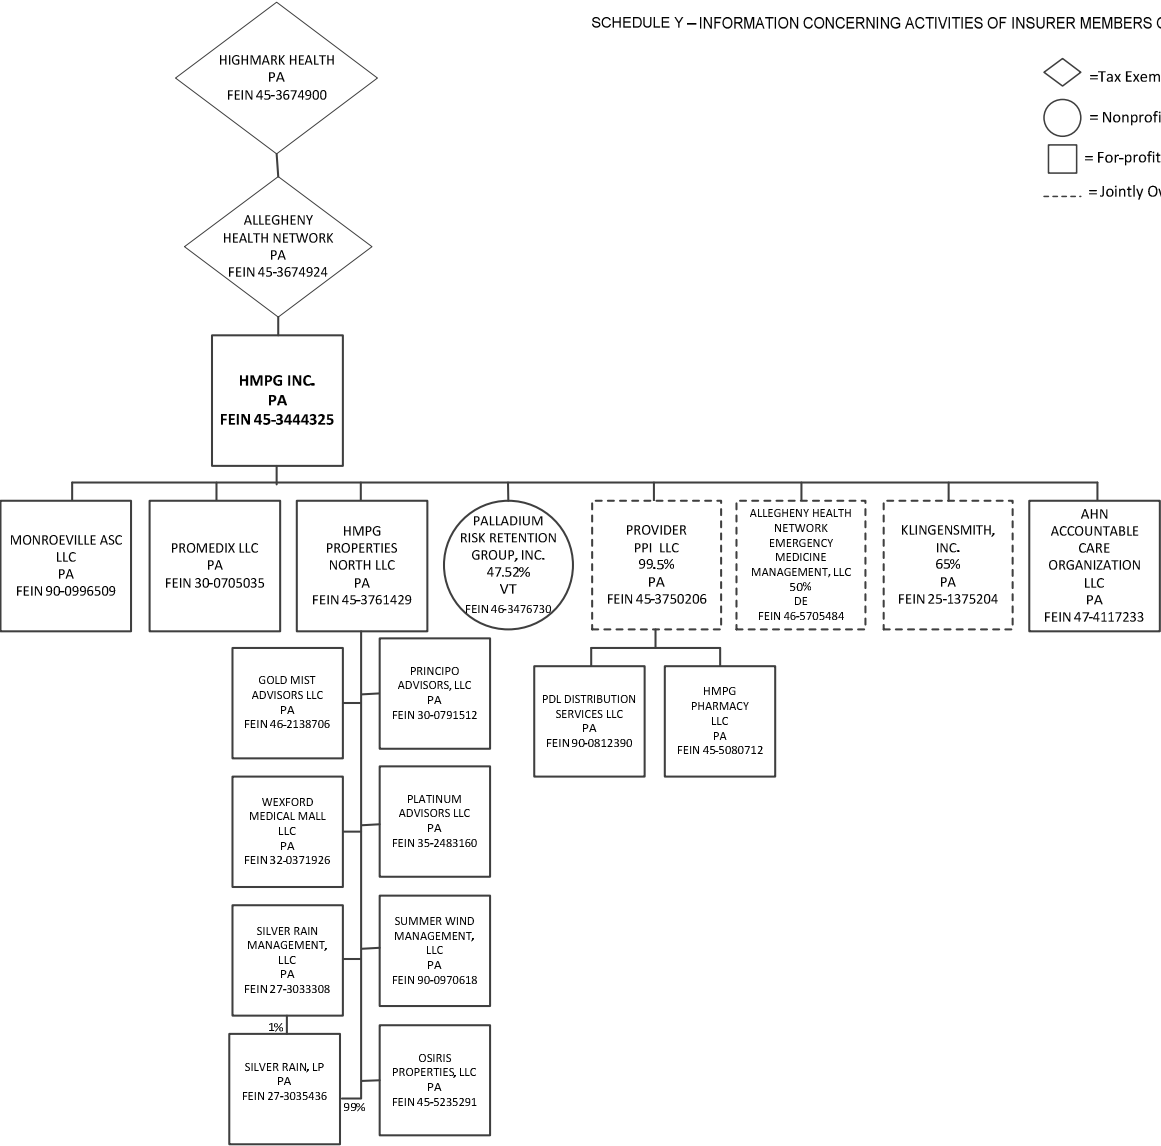 SCHEDULE Y – INFORMATION CONCERNING ACTIVITIES OF INSURER MEMBERS
=Tax Exem
= Nonprofi
= For-profit
= Jointly Ov
HIGHMARK HEALTH
PA
FEIN 45-3674900
ALLEGHENY
HEALTH NETWORK
PA
FEIN 45-3674924
HMPG INC.
PA
FEIN 45-3444325
MONROEVILLE ASC
LLC
PA
FEIN 90-0996509
PROMEDIX LLC
PA
FEIN 30-0705035
HMPG
PROPERTIES
NORTH LLC
PA
FEIN 45-3761429
PALLADIUM
RISK RETENTION
GROUP, INC.
47.52%
VT
FEIN 46-3476730
PROVIDER
PPI LLC
99.5%
PA
FEIN 45-3750206
ALLEGHENY HEALTH
NETWORK
EMERGENCY
MEDICINE
MANAGEMENT, LLC
50%
DE
FEIN 46-5705484
KLINGENSMITH,
INC.
65%
PA
FEIN 25-1375204
AHN
ACCOUNTABLE
CARE
ORGANIZATION
LLC
PA
FEIN 47-4117233
GOLD MIST
ADVISORS LLC
PA
FEIN 46-2138706
PRINCIPO
ADVISORS, LLC
PA
FEIN 30-0791512
PDL DISTRIBUTION
SERVICES LLC
PA
FEIN 90-0812390
HMPG
PHARMACY
LLC
PA
FEIN 45-5080712
WEXFORD
MEDICAL MALL
LLC
PA
FEIN 32-0371926
PLATINUM
ADVISORS LLC
PA
FEIN 35-2483160
SILVER RAIN
MANAGEMENT,
LLC
PA
FEIN 27-3033308
SUMMER WIND
MANAGEMENT,
LLC
PA
FEIN 90-0970618
1%
SILVER RAIN, LP
PA
FEIN 27-3035436
99%
OSIRIS
PROPERTIES, LLC
PA
FEIN 45-5235291